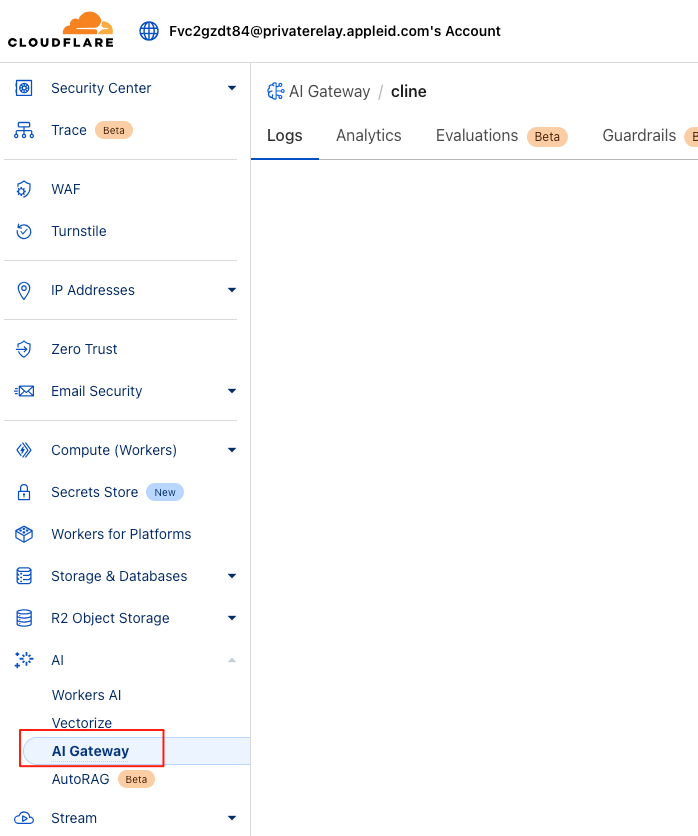 CLOUDFLARE
Fvc2gzdt84@privaterelay.appleid.com's Account
Security Center
Trace Beta
WAF
Turnstile
IP Addresses
Zero Trust
Email Security
Compute (Workers)
Secrets Store New
Workers for Platforms
Storage & Databases
R2 Object Storage
AI
Workers AI
Vectorize
AI Gateway
AutoRAG Beta
Stream
AI Gateway / cline
Logs Analytics Evaluations Beta Guardrails